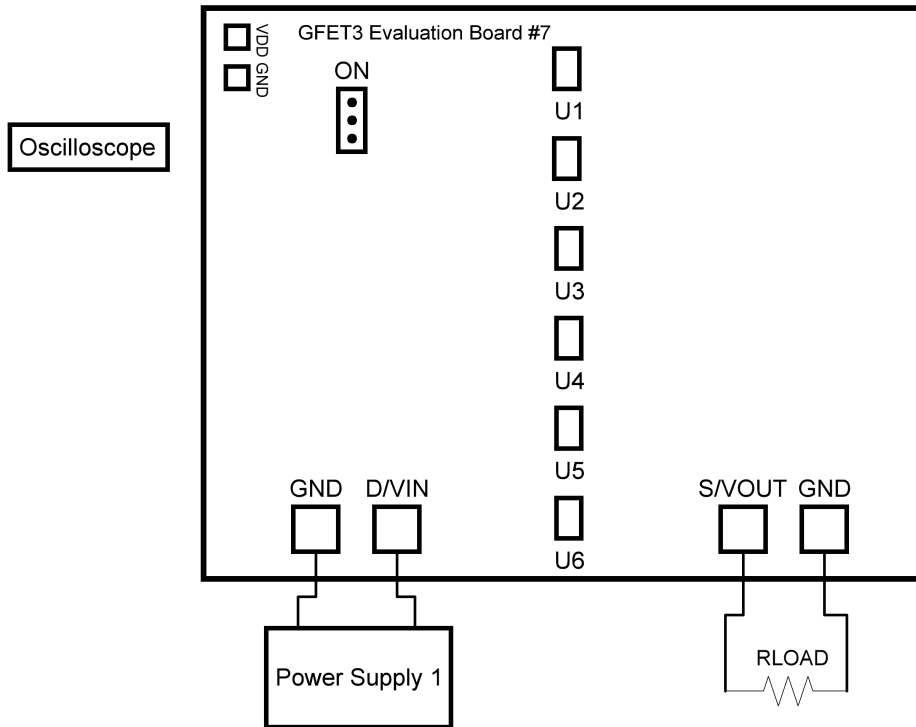 VDD
GND
GFET3 Evaluation Board #7
ON
Oscilloscope
U1
U2
U3
U4
U5
U6
GND D/VIN
S/VOUT GND
Power Supply 1
RLOAD